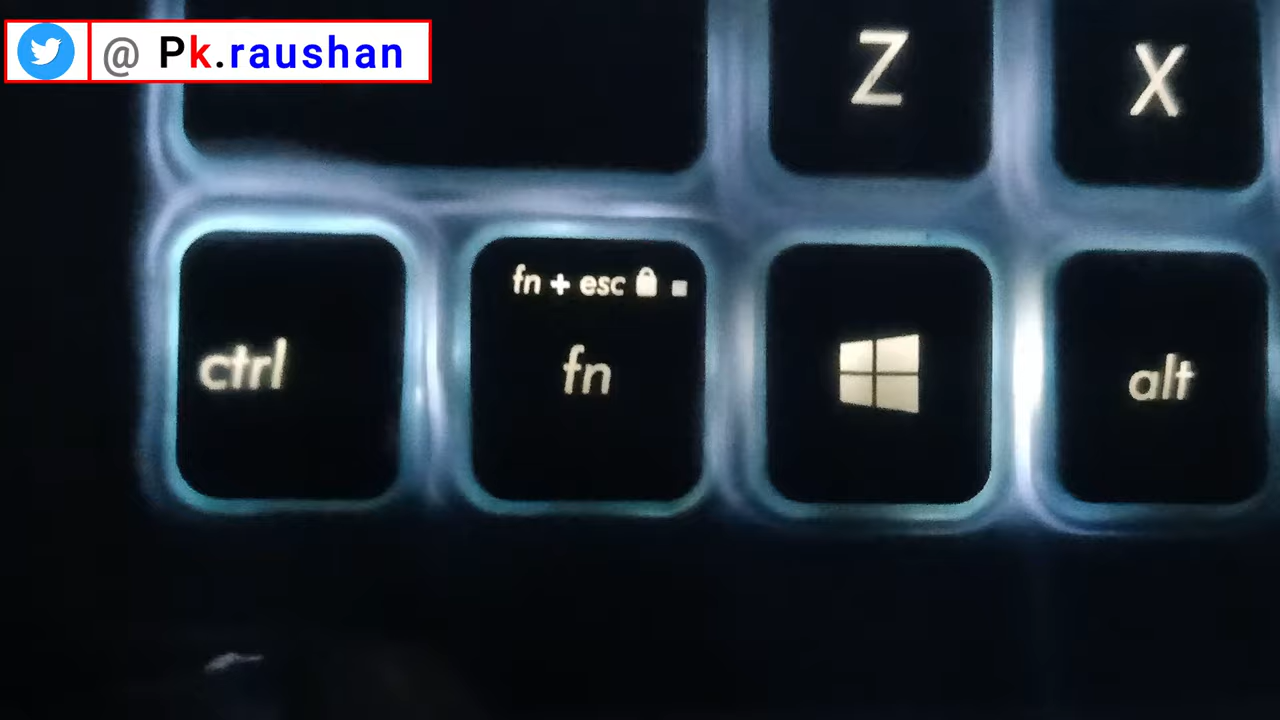 @ Pk.raushan
Z
X
fn + esc
ctrl
fn
alt